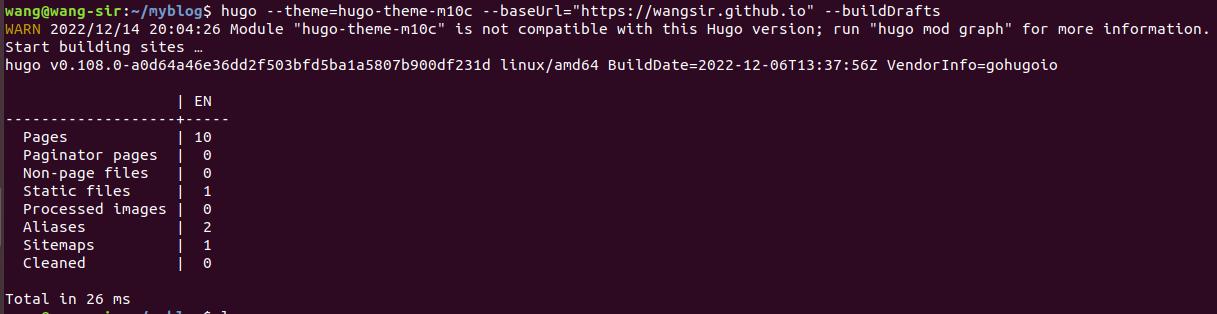 wang@wang-sir:~/myblog$ hugo --theme=hugo-theme-m10c --baseUrl="https://wangsir.github.io" --buildDrafts
WARN 2022/12/14 20:04:26 Module "hugo-theme-m10c" is not compatible with this Hugo version; run "hugo mod graph" for more information.
Start building sites …
hugo v0.108.0-a0d64a46e36dd2f503bfd5ba1a5807b900df231d linux/amd64 BuildDate=2022-12-06T13:37:56Z VendorInfo=gohugoio
                   | EN
-------------------+-----
  Pages            | 10
  Paginator pages  |  0
  Non-page files   |  0
  Static files     |  1
  Processed images |  0
  Aliases          |  2
  Sitemaps         |  1
  Cleaned          |  0
Total in 26 ms